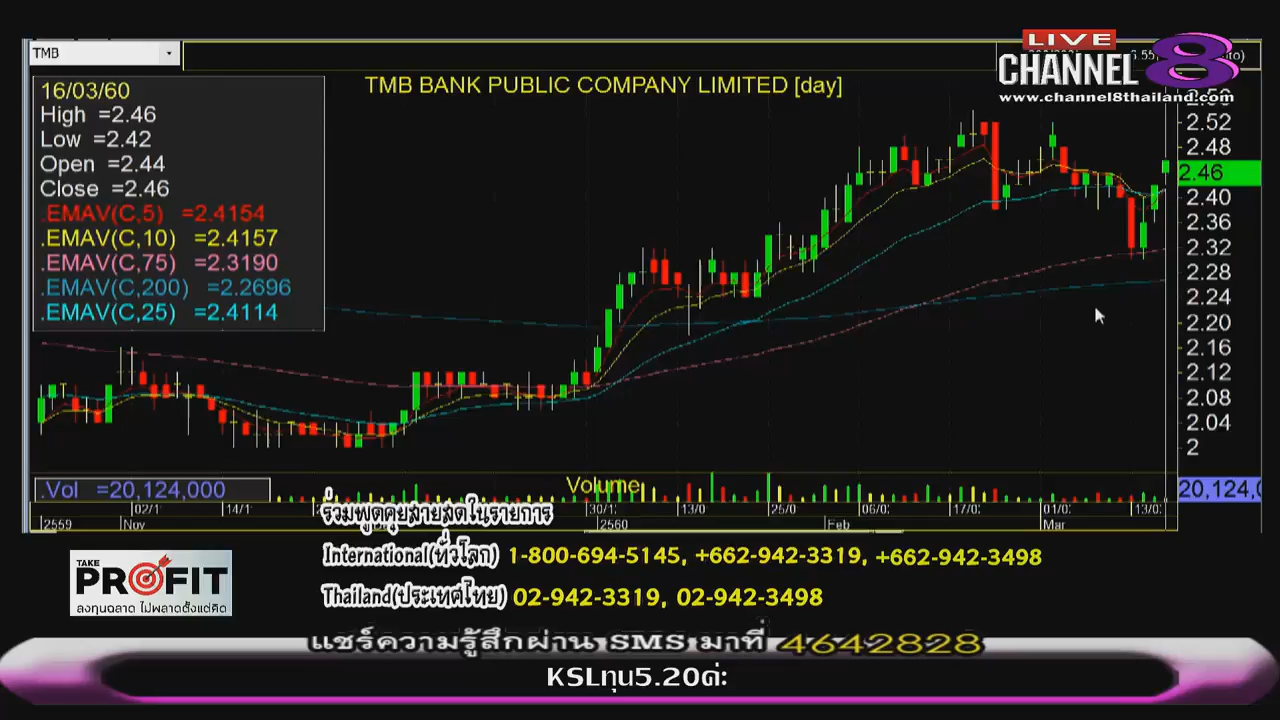 TMB
LIVE
CHANNEL 8
www.channel8thailand.com
TMB BANK PUBLIC COMPANY LIMITED [day]
16/03/60
High =2.46
Low =2.42
Open =2.44
Close =2.46
.EMAV(C,5) =2.4154
.EMAV(C,10) =2.4157
.EMAV(C,75) =2.3190
.EMAV(C,200) =2.2696
.EMAV(C,25) =2.4114
2.52
2.48
2.46
2.40
2.36
2.32
2.28
2.24
2.20
2.16
2.12
2.08
2.04
2
.Vol =20,124,000
Volume
20,124,0
02/1 14/1 30/1 13/0 25/0 06/0 17/0 01/0 13/0
2559 Nov 2560 Feb Mar
ร่วมพูดคุยสายสดในรายการ
International(ทั่วโลก) 1-800-694-5145, +662-942-3319, +662-942-3498
Thailand(ประเทศไทย) 02-942-3319, 02-942-3498
TAKE
PROFIT
ลงทุนฉลาด ไม่พลาดตั้งแต่คิด
แชร์ความรู้สึกผ่าน SMS มาที่ 4642828
KSLทุน5.20ค่ะ